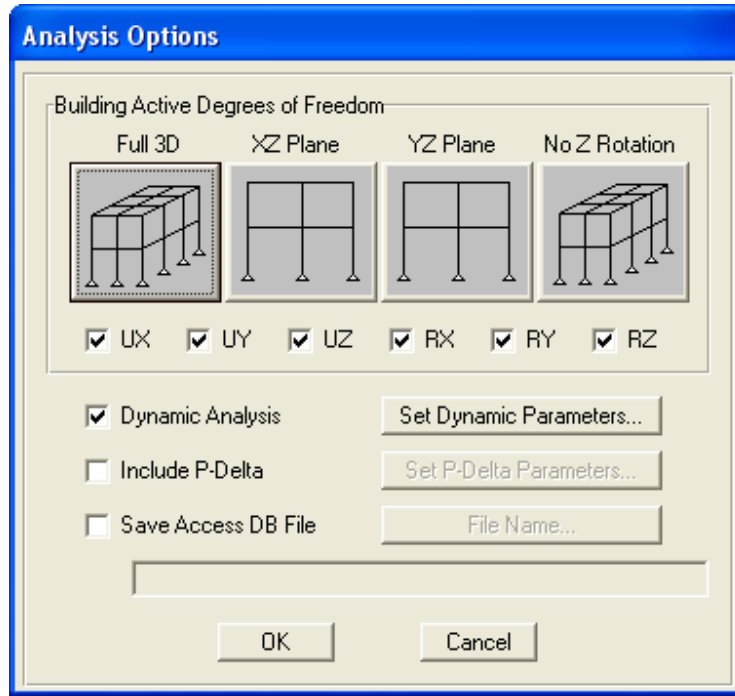 Analysis Options
Building Active Degrees of Freedom
Full 3D XZ Plane YZ Plane No Z Rotation
UX UY UZ RX RY RZ
Dynamic Analysis Set Dynamic Parameters...
Include P-Delta Set P-Delta Parameters...
Save Access DB File File Name...
OK Cancel